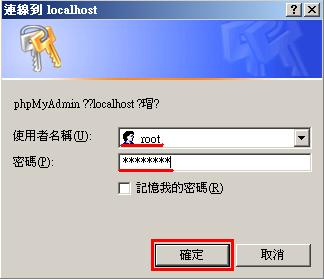 連線到 localhost
phpMyAdmin ??localhost ?瑁?
使用者名稱(U):
root
密碼(P):
********
記憶我的密碼(R)
確定
取消